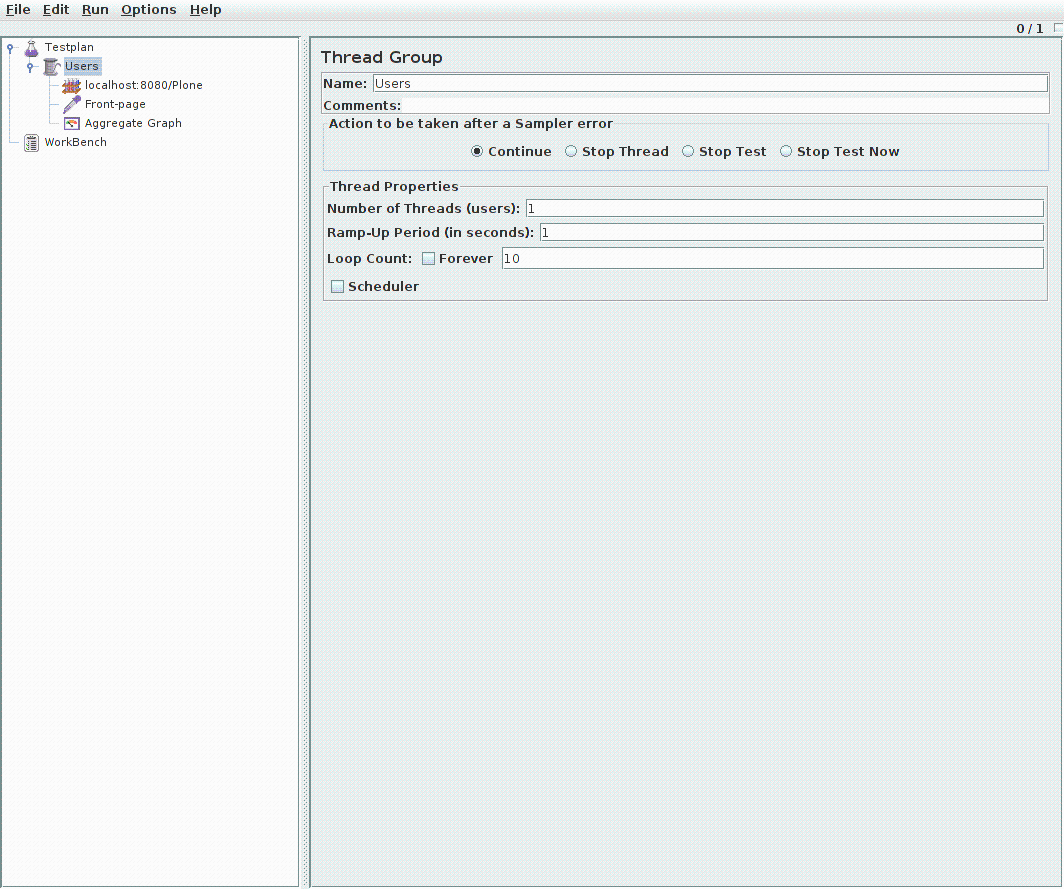 File Edit Run Options Help
0 / 1
Testplan
Users
localhost:8080/Plone
Front-page
Aggregate Graph
WorkBench
Thread Group
Name: Users
Comments:
Action to be taken after a Sampler error
Continue Stop Thread Stop Test Stop Test Now
Thread Properties
Number of Threads (users): 1
Ramp-Up Period (in seconds): 1
Loop Count: Forever 10
Scheduler